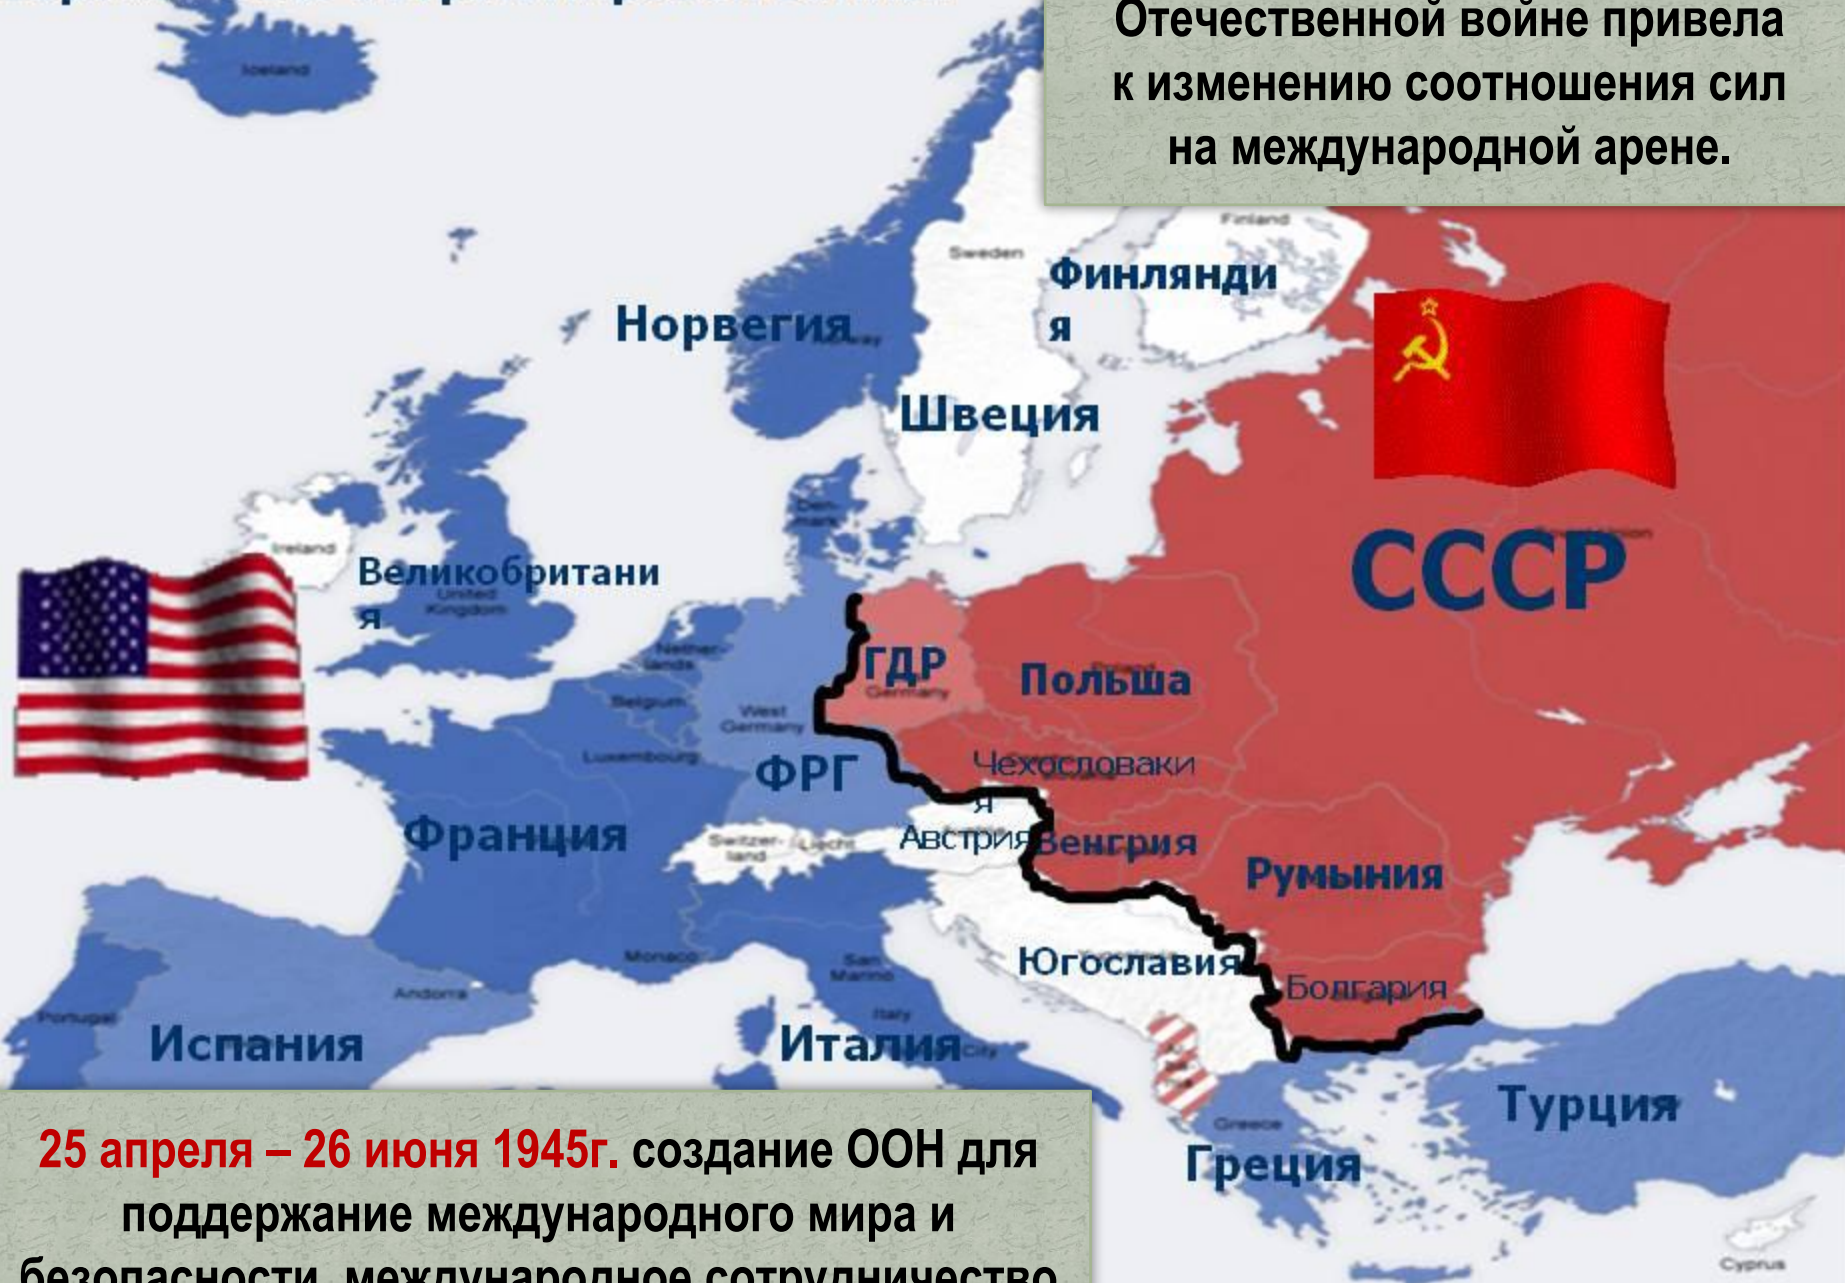 Отечественной войне привела
к изменению соотношения сил
на международной арене.
Iceland
Finland
Sweden
Финлянди
я
Норвегия
Швеция
Den-
mark
Ireland
Великобритани
я
United
Kingdom
СССР
Nether-
lands
ГДР
Germany
Польша
Poland
Belgium
West
Germany
Luxembourg
ФРГ
Чехословаки
я
Франция
Switzer-
land
Liecht
Австрия
Венгрия
Румыния
Monaco
San
Marino
Югославия
Andorra
Болгария
Portugal
Italy
Испания
Италия
City
Турция
Greece
Греция
Cyprus
25 апреля – 26 июня 1945г. создание ООН для
поддержание международного мира и
безопасности, международное сотрудничество